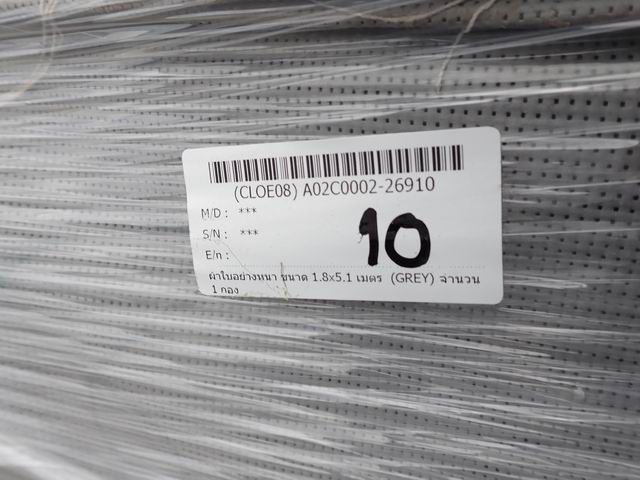 (CLOE08) A02C0002-26910
M/D : ***
S/N : ***
E/n :
10
ผ้าใบอย่างหนา ขนาด 1.8x5.1 เมตร (GREY) จำนวน
1 กอง